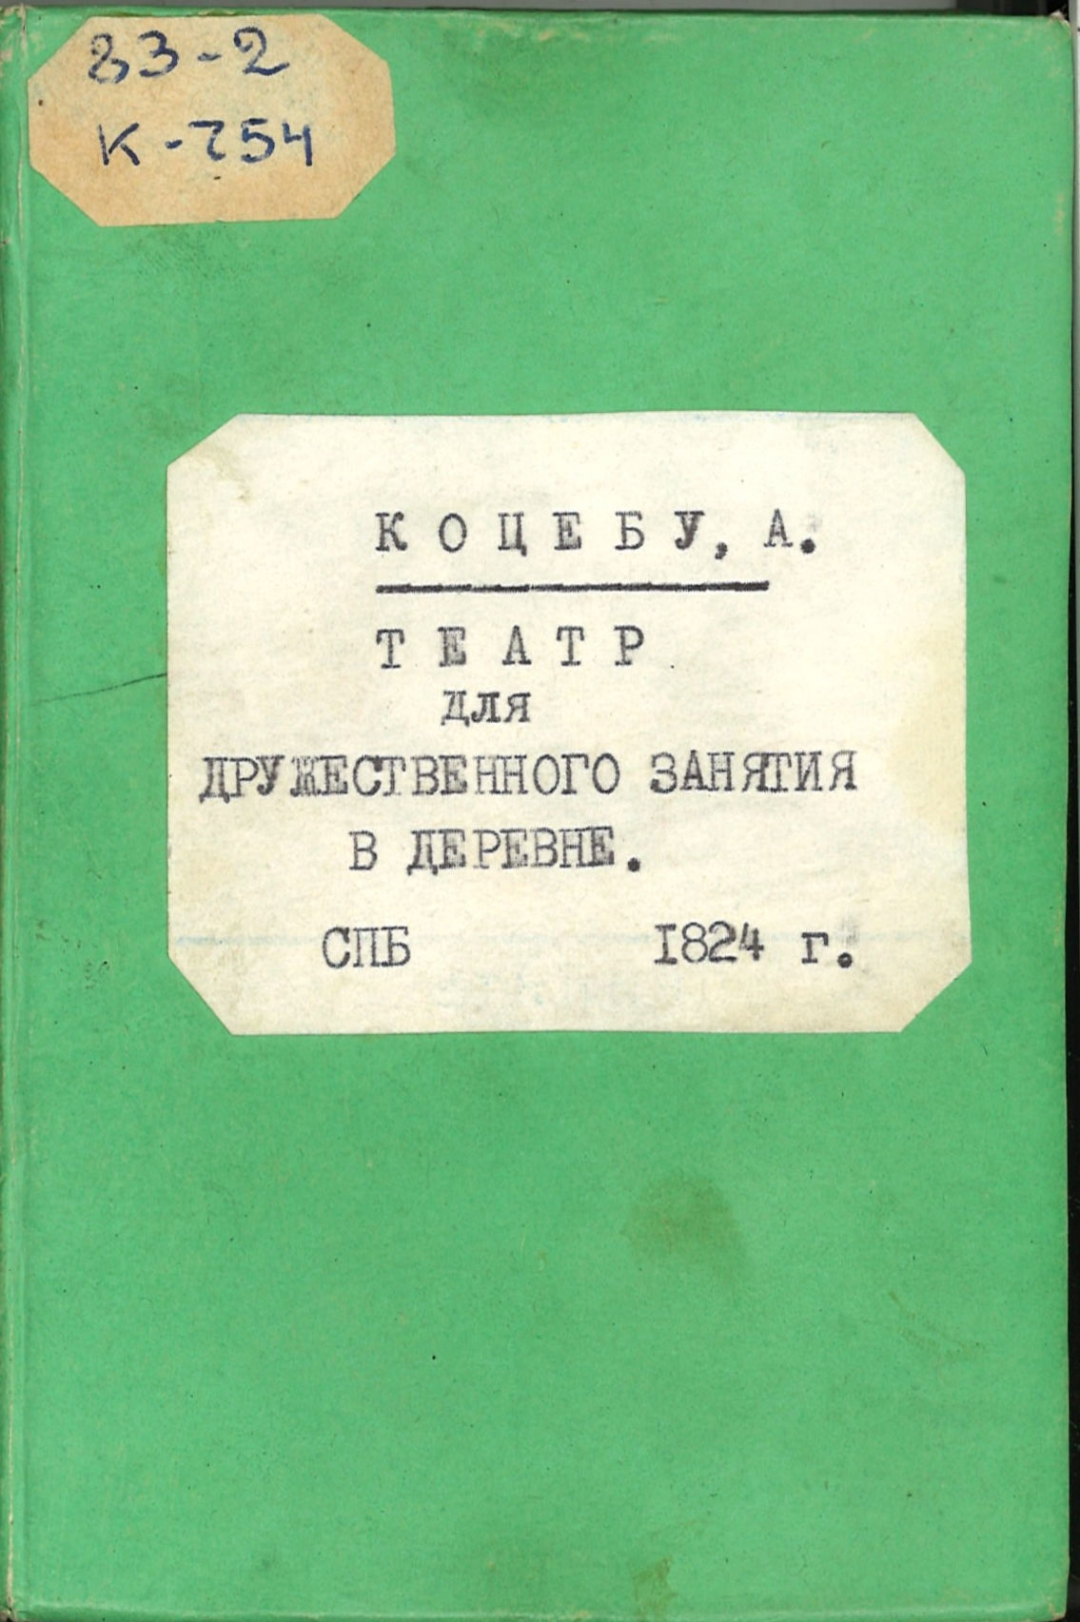 83-2
К-754
КОЦЕБУ, А.
ТЕАТР
для
ДРУЖЕСТВЕННОГО ЗАНЯТИЯ
В ДЕРЕВНЕ.
СПБ 1824 г.